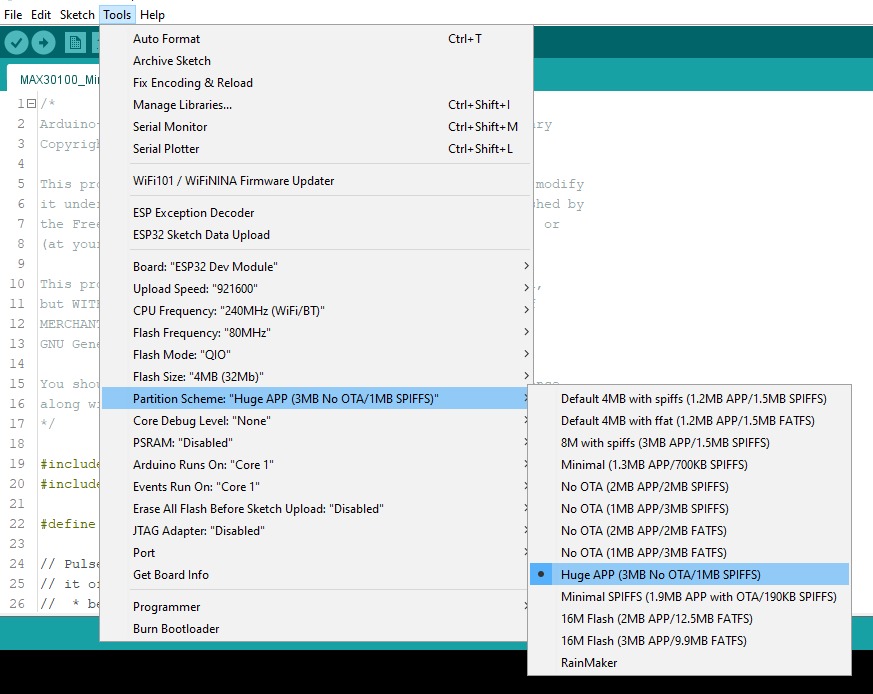 File Edit Sketch Tools Help
MAX30100_Mi
Auto Format Ctrl+T
Archive Sketch
Fix Encoding & Reload
Manage Libraries... Ctrl+Shift+I
Serial Monitor Ctrl+Shift+M
Serial Plotter Ctrl+Shift+L
WiFi101 / WiFiNINA Firmware Updater
ESP Exception Decoder
ESP32 Sketch Data Upload
Board: "ESP32 Dev Module"
Upload Speed: "921600"
CPU Frequency: "240MHz (WiFi/BT)"
Flash Frequency: "80MHz"
Flash Mode: "QIO"
Flash Size: "4MB (32Mb)"
Partition Scheme: "Huge APP (3MB No OTA/1MB SPIFFS)"
Core Debug Level: "None"
PSRAM: "Disabled"
Arduino Runs On: "Core 1"
Events Run On: "Core 1"
Erase All Flash Before Sketch Upload: "Disabled"
JTAG Adapter: "Disabled"
Port
Get Board Info
Programmer
Burn Bootloader
Default 4MB with spiffs (1.2MB APP/1.5MB SPIFFS)
Default 4MB with ffat (1.2MB APP/1.5MB FATFS)
8M with spiffs (3MB APP/1.5MB SPIFFS)
Minimal (1.3MB APP/700KB SPIFFS)
No OTA (2MB APP/2MB SPIFFS)
No OTA (1MB APP/3MB SPIFFS)
No OTA (2MB APP/2MB FATFS)
No OTA (1MB APP/3MB FATFS)
Huge APP (3MB No OTA/1MB SPIFFS)
Minimal SPIFFS (1.9MB APP with OTA/190KB SPIFFS)
16M Flash (2MB APP/12.5MB FATFS)
16M Flash (3MB APP/9.9MB FATFS)
RainMaker
1 /*
2 Arduino ry
3 Copyrig
4
5 This pro modify
6 it unde hed by
7 the Free or
8 (at you
9
10 This pro ,
11 but WIT
12 MERCHAN
13 GNU Gene
14
15 You shou
16 along wi
17 */
18
19 #include
20 #include
21
22 #define
23
24 // Puls
25 // it o
26 // * be